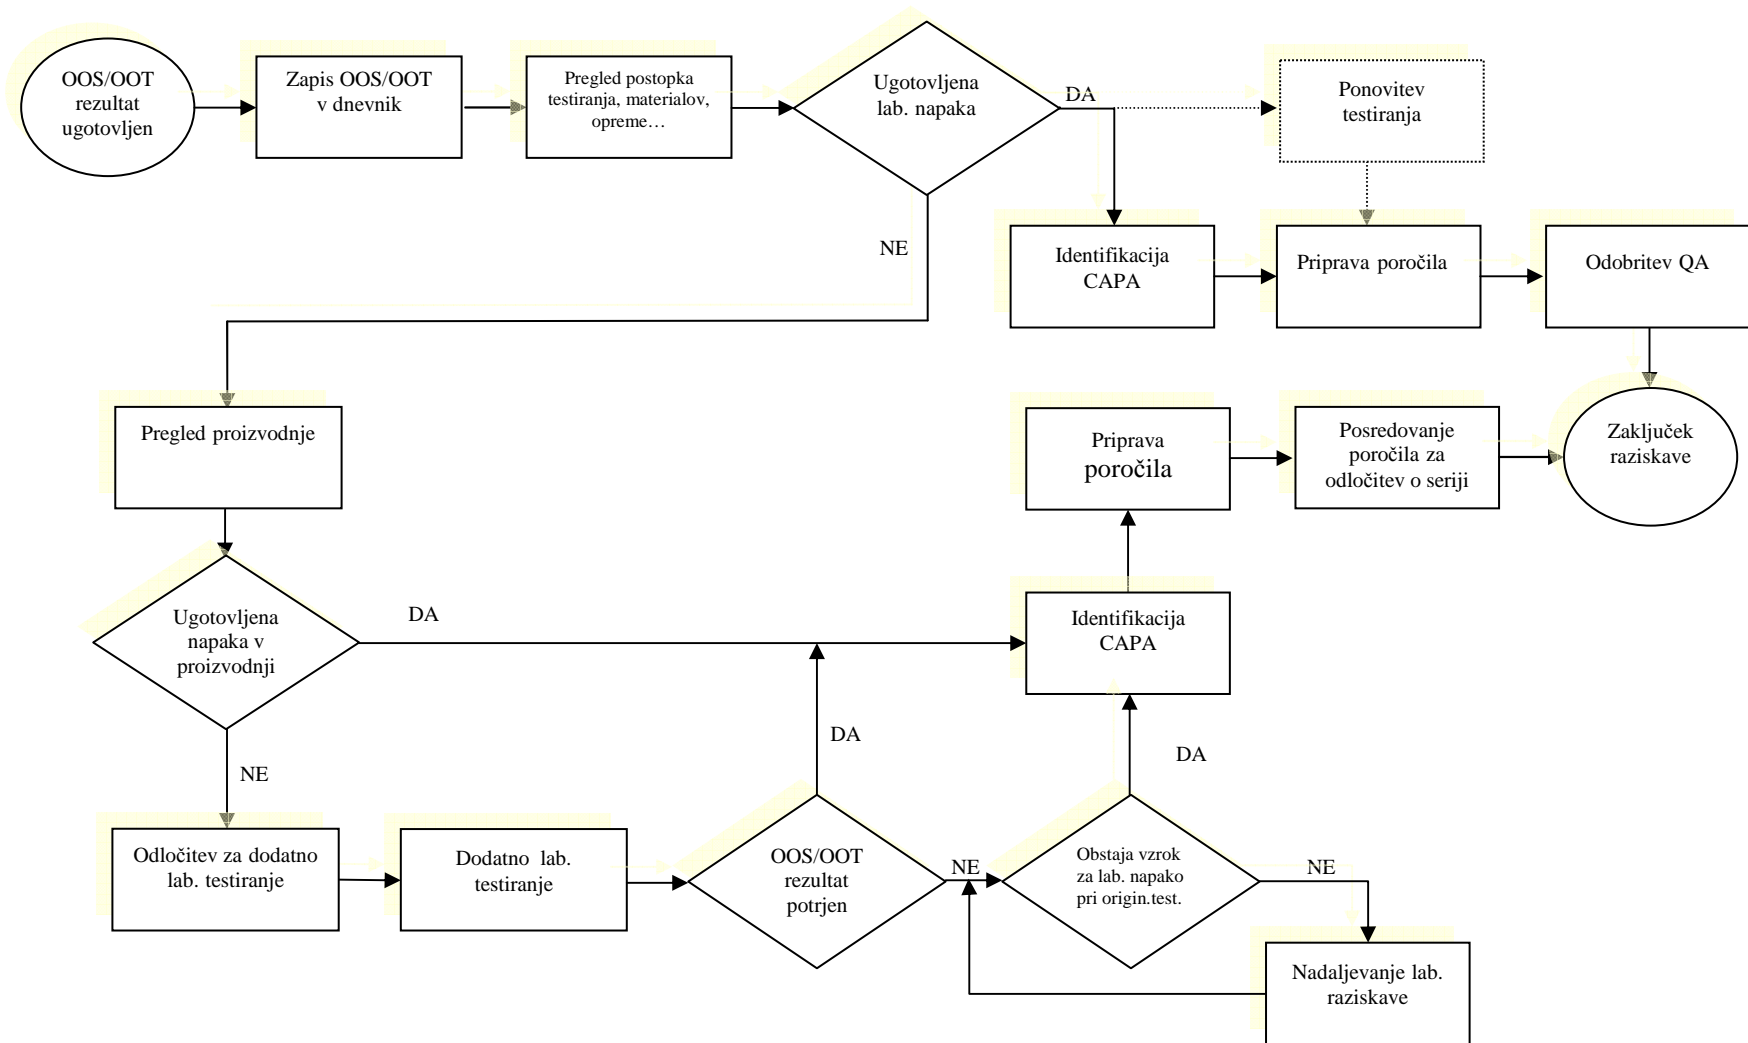 OOS/OOT
rezultat
ugotovljen
Zapis OOS/OOT
v dnevnik
Pregled postopka
testiranja, materialov,
opreme…
Ugotovljena
lab. napaka
DA
Ponovitev
testiranja
NE
Identifikacija
CAPA
Priprava poročila
Odobritev QA
Pregled proizvodnje
Priprava
poročila
Posredovanje
poročila za
odločitev o seriji
Zaključek
raziskave
Ugotovljena
napaka v
proizvodnji
DA
Identifikacija
CAPA
NE
DA
DA
Odločitev za dodatno
lab. testiranje
Dodatno lab.
testiranje
OOS/OOT
rezultat
potrjen
NE
Obstaja vzrok
za lab. napako
pri origin.test.
NE
Nadaljevanje lab.
raziskave